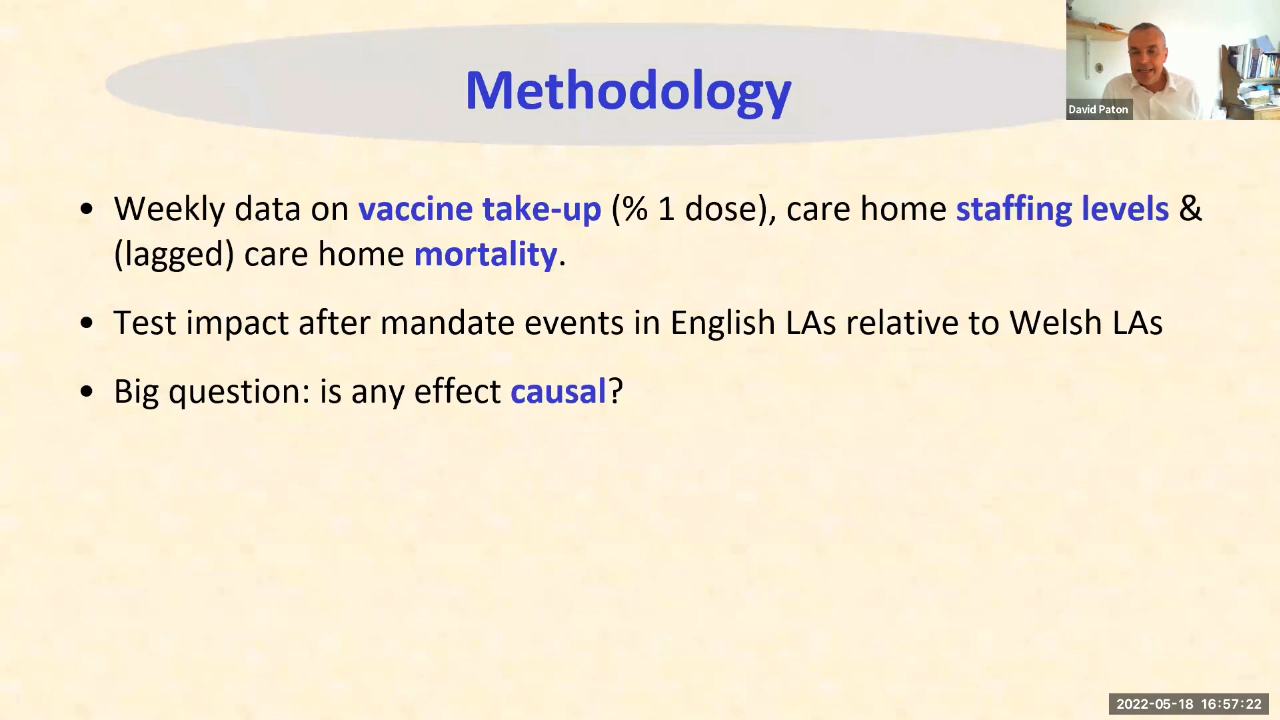 Methodology
David Paton
• Weekly data on vaccine take-up (% 1 dose), care home staffing levels &
(lagged) care home mortality.
• Test impact after mandate events in English LAs relative to Welsh LAs
• Big question: is any effect causal?
2022-05-18 16:57:22